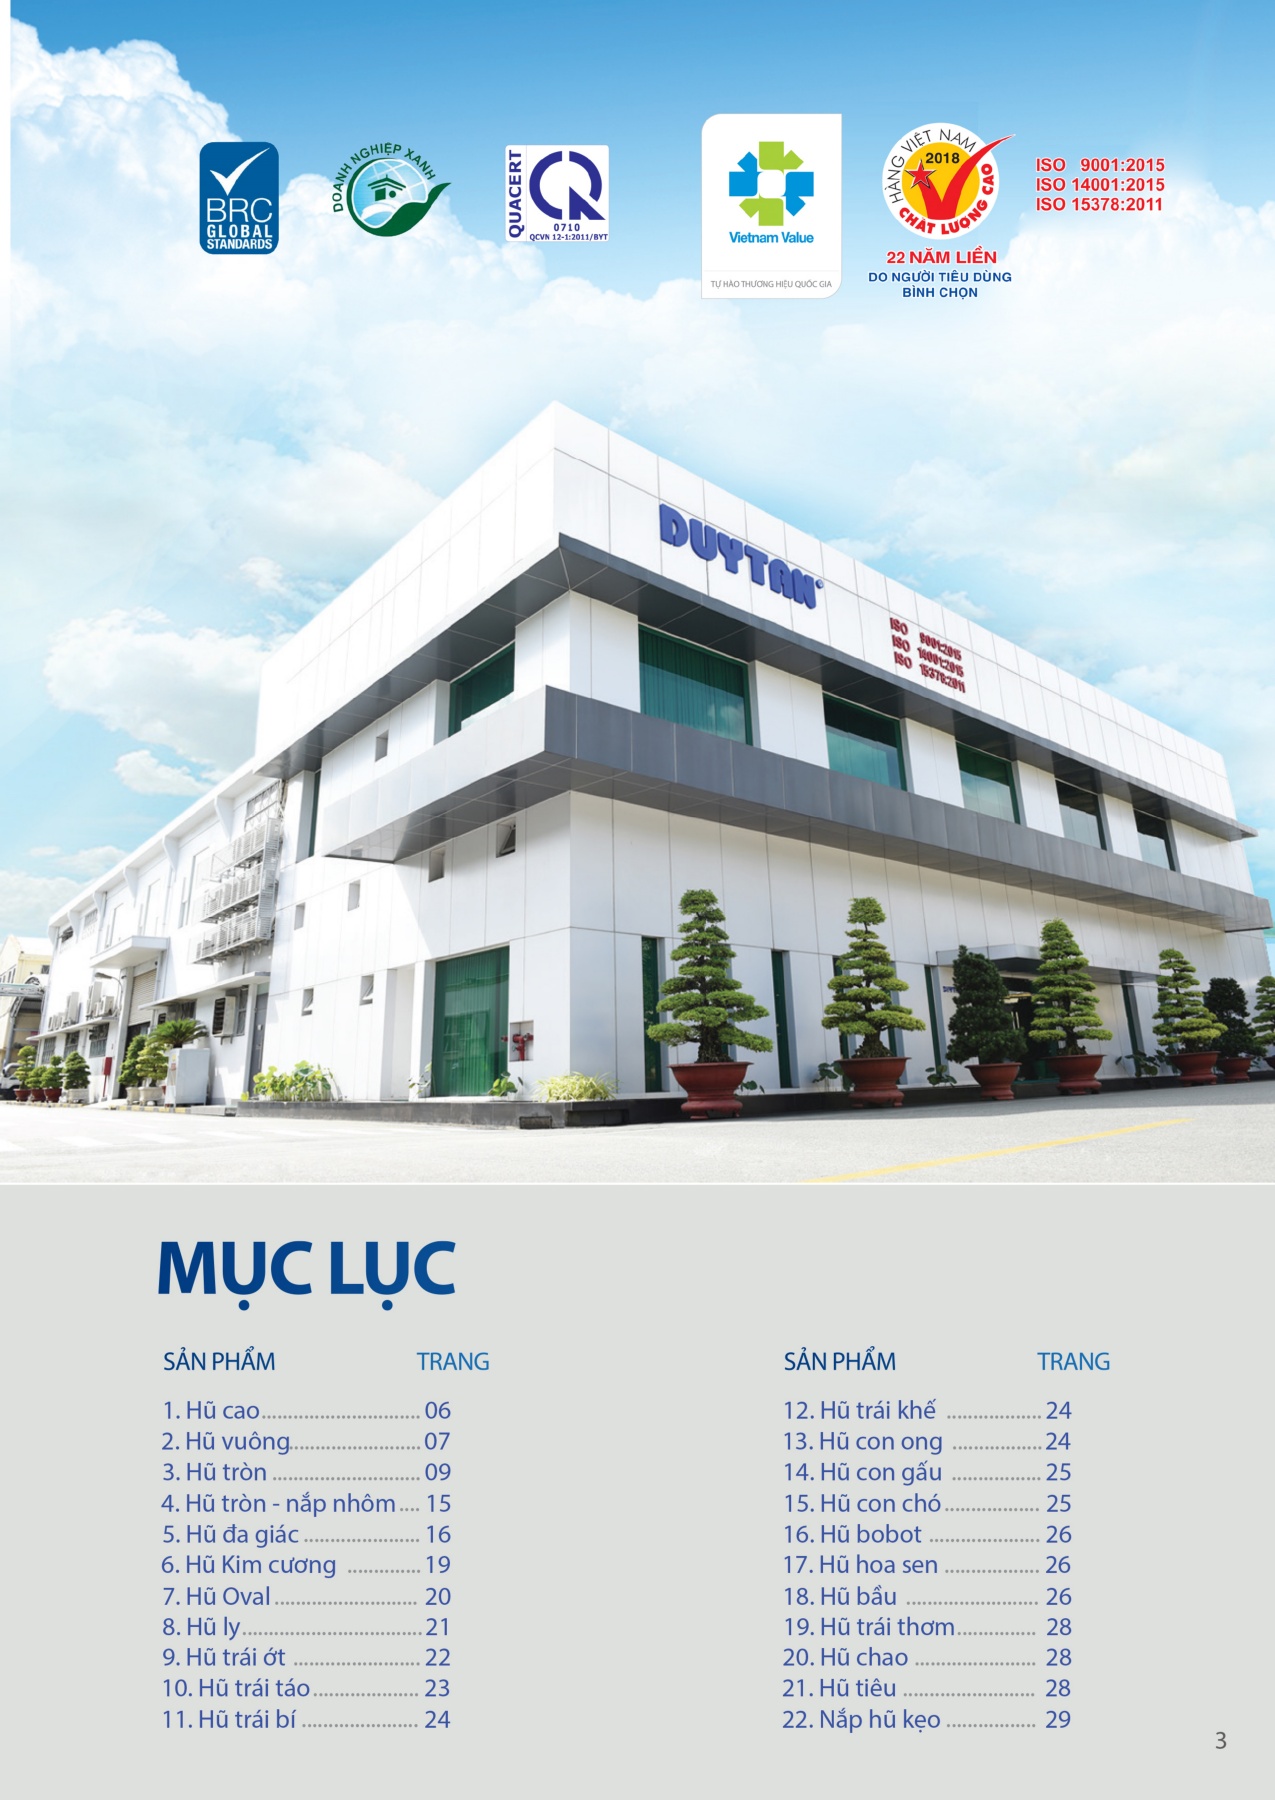 BRC
GLOBAL
STANDARDS
DOANH NGHIỆP XANH
QUACERT
0710
QCVN 12-1:2011/BYT
Vietnam Value
TỰ HÀO THƯƠNG HIỆU QUỐC GIA
HÀNG VIỆT NAM
2018
CHẤT LƯỢNG CAO
22 NĂM LIỀN
DO NGƯỜI TIÊU DÙNG
BÌNH CHỌN
ISO 9001:2015
ISO 14001:2015
ISO 15378:2011
DUYTAN®
ISO 9001:2015
ISO 14001:2015
ISO 15378:2011
MỤC LỤC
SẢN PHẨM TRANG
1. Hũ cao 06
2. Hũ vuông 07
3. Hũ tròn 09
4. Hũ tròn - nắp nhôm 15
5. Hũ đa giác 16
6. Hũ Kim cương 19
7. Hũ Oval 20
8. Hũ ly 21
9. Hũ trái ớt 22
10. Hũ trái táo 23
11. Hũ trái bí 24
SẢN PHẨM TRANG
12. Hũ trái khế 24
13. Hũ con ong 24
14. Hũ con gấu 25
15. Hũ con chó 25
16. Hũ bobot 26
17. Hũ hoa sen 26
18. Hũ bầu 26
19. Hũ trái thơm 28
20. Hũ chao 28
21. Hũ tiêu 28
22. Nắp hũ kẹo 29
3